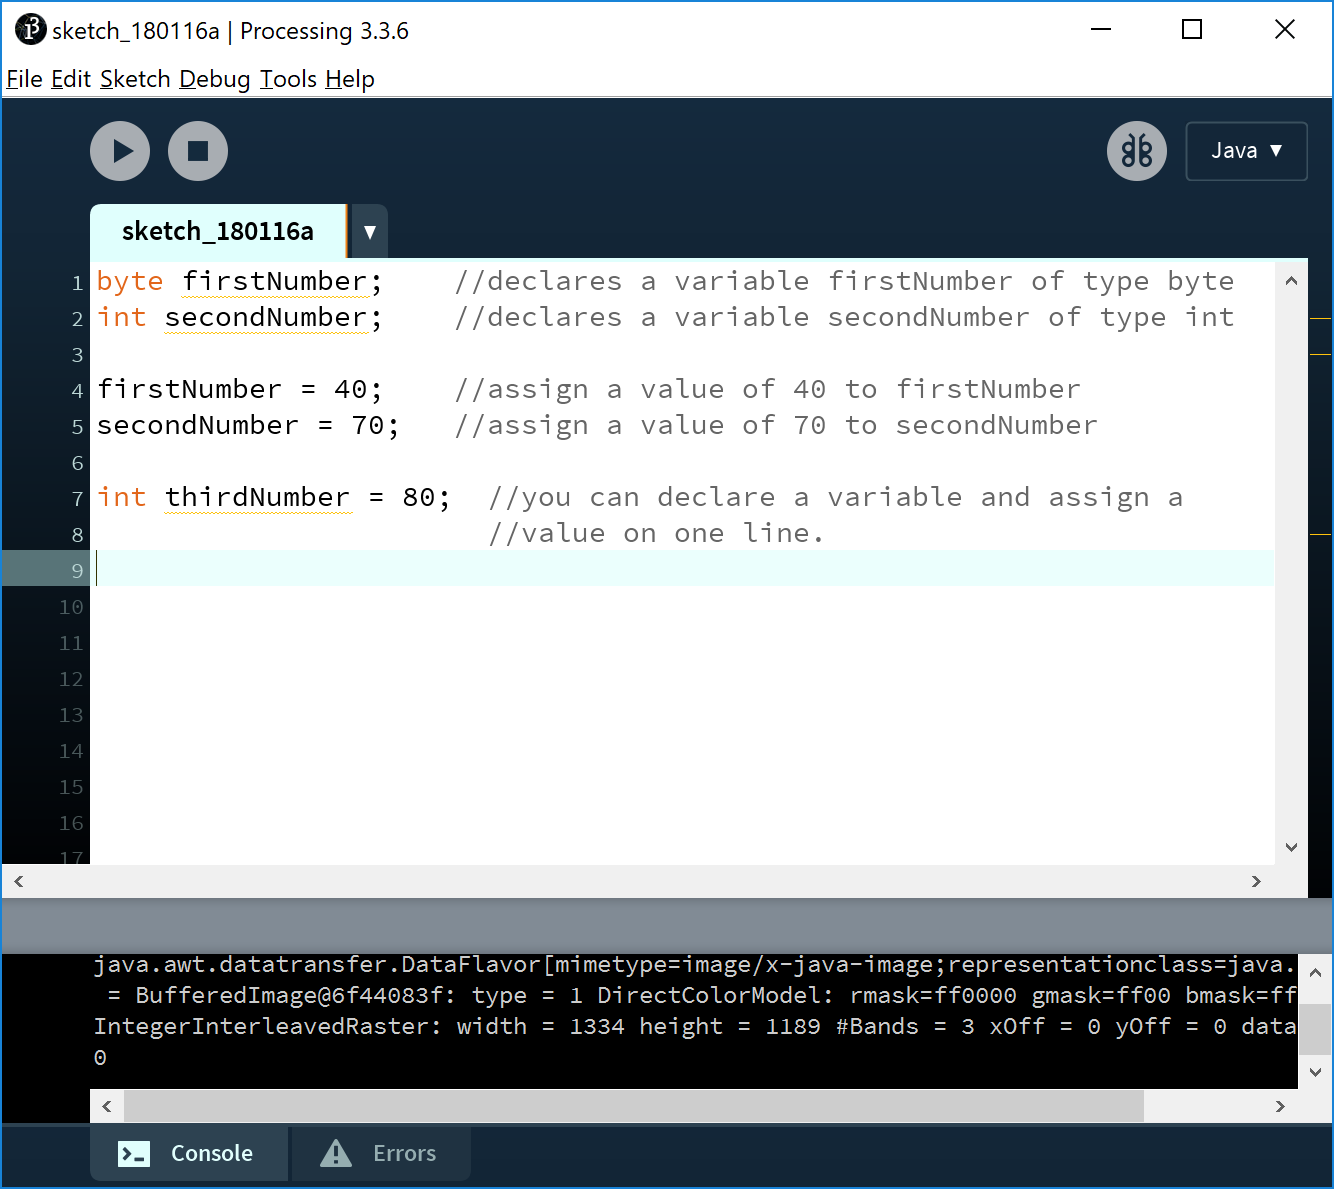 sketch_180116a | Processing 3.3.6
File Edit Sketch Debug Tools Help
Java ▼
sketch_180116a ▼
1 byte firstNumber; //declares a variable firstNumber of type byte
2 int secondNumber; //declares a variable secondNumber of type int
3
4 firstNumber = 40; //assign a value of 40 to firstNumber
5 secondNumber = 70; //assign a value of 70 to secondNumber
6
7 int thirdNumber = 80; //you can declare a variable and assign a
8 //value on one line.
9
10
11
12
13
14
15
16
17
java.awt.datatransfer.DataFlavor[mimetype=image/x-java-image;representationclass=java.
= BufferedImage@6f44083f: type = 1 DirectColorModel: rmask=ff0000 gmask=ff00 bmask=ff
IntegerInterleavedRaster: width = 1334 height = 1189 #Bands = 3 xOff = 0 yOff = 0 data
0
Console Errors